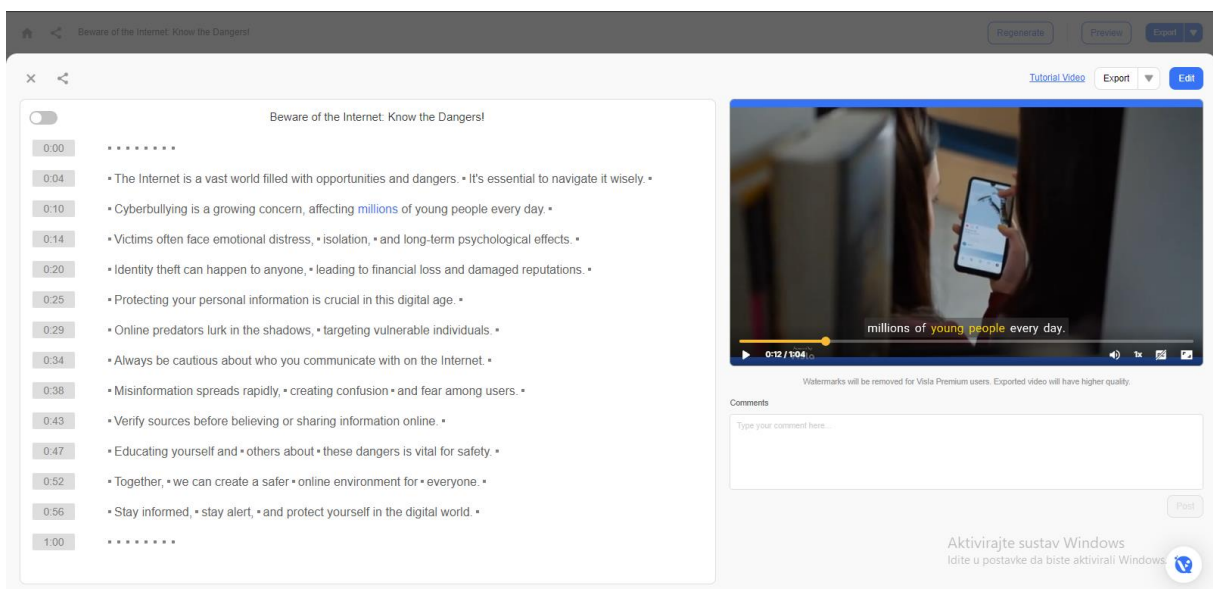 Beware of the Internet: Know the Dangers!
Regenerate
Preview
Export
Tutorial Video
Export
Edit
Beware of the Internet: Know the Dangers!
0:00
0:04 The Internet is a vast world filled with opportunities and dangers. It's essential to navigate it wisely.
0:10 Cyberbullying is a growing concern, affecting millions of young people every day.
0:14 Victims often face emotional distress, isolation, and long-term psychological effects.
0:20 Identity theft can happen to anyone, leading to financial loss and damaged reputations.
0:25 Protecting your personal information is crucial in this digital age.
0:29 Online predators lurk in the shadows, targeting vulnerable individuals.
0:34 Always be cautious about who you communicate with on the Internet.
0:38 Misinformation spreads rapidly, creating confusion and fear among users.
0:43 Verify sources before believing or sharing information online.
0:47 Educating yourself and others about these dangers is vital for safety.
0:52 Together, we can create a safer online environment for everyone.
0:56 Stay informed, stay alert, and protect yourself in the digital world.
1:00
millions of young people every day.
0:12 / 1:04
1x
Watermarks will be removed for Visla Premium users. Exported video will have higher quality.
Comments
Type your comment here...
Post
Aktivirajte sustav Windows
Idite u postavke da biste aktivirali Windows.